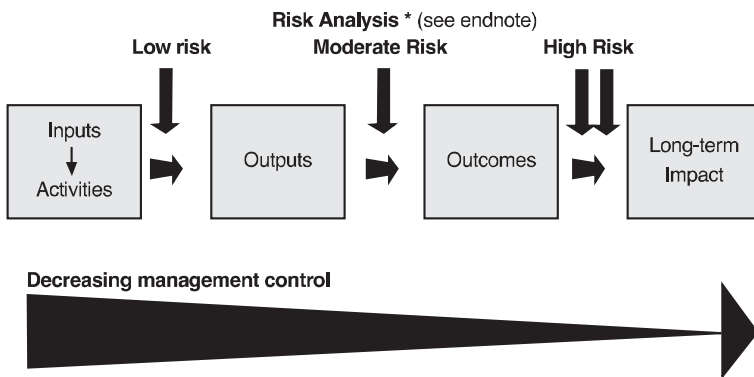 Risk Analysis * (see endnote)
Low risk
Moderate Risk
High Risk
Inputs
Activities
Outputs
Outcomes
Long-term
Impact
Decreasing management control